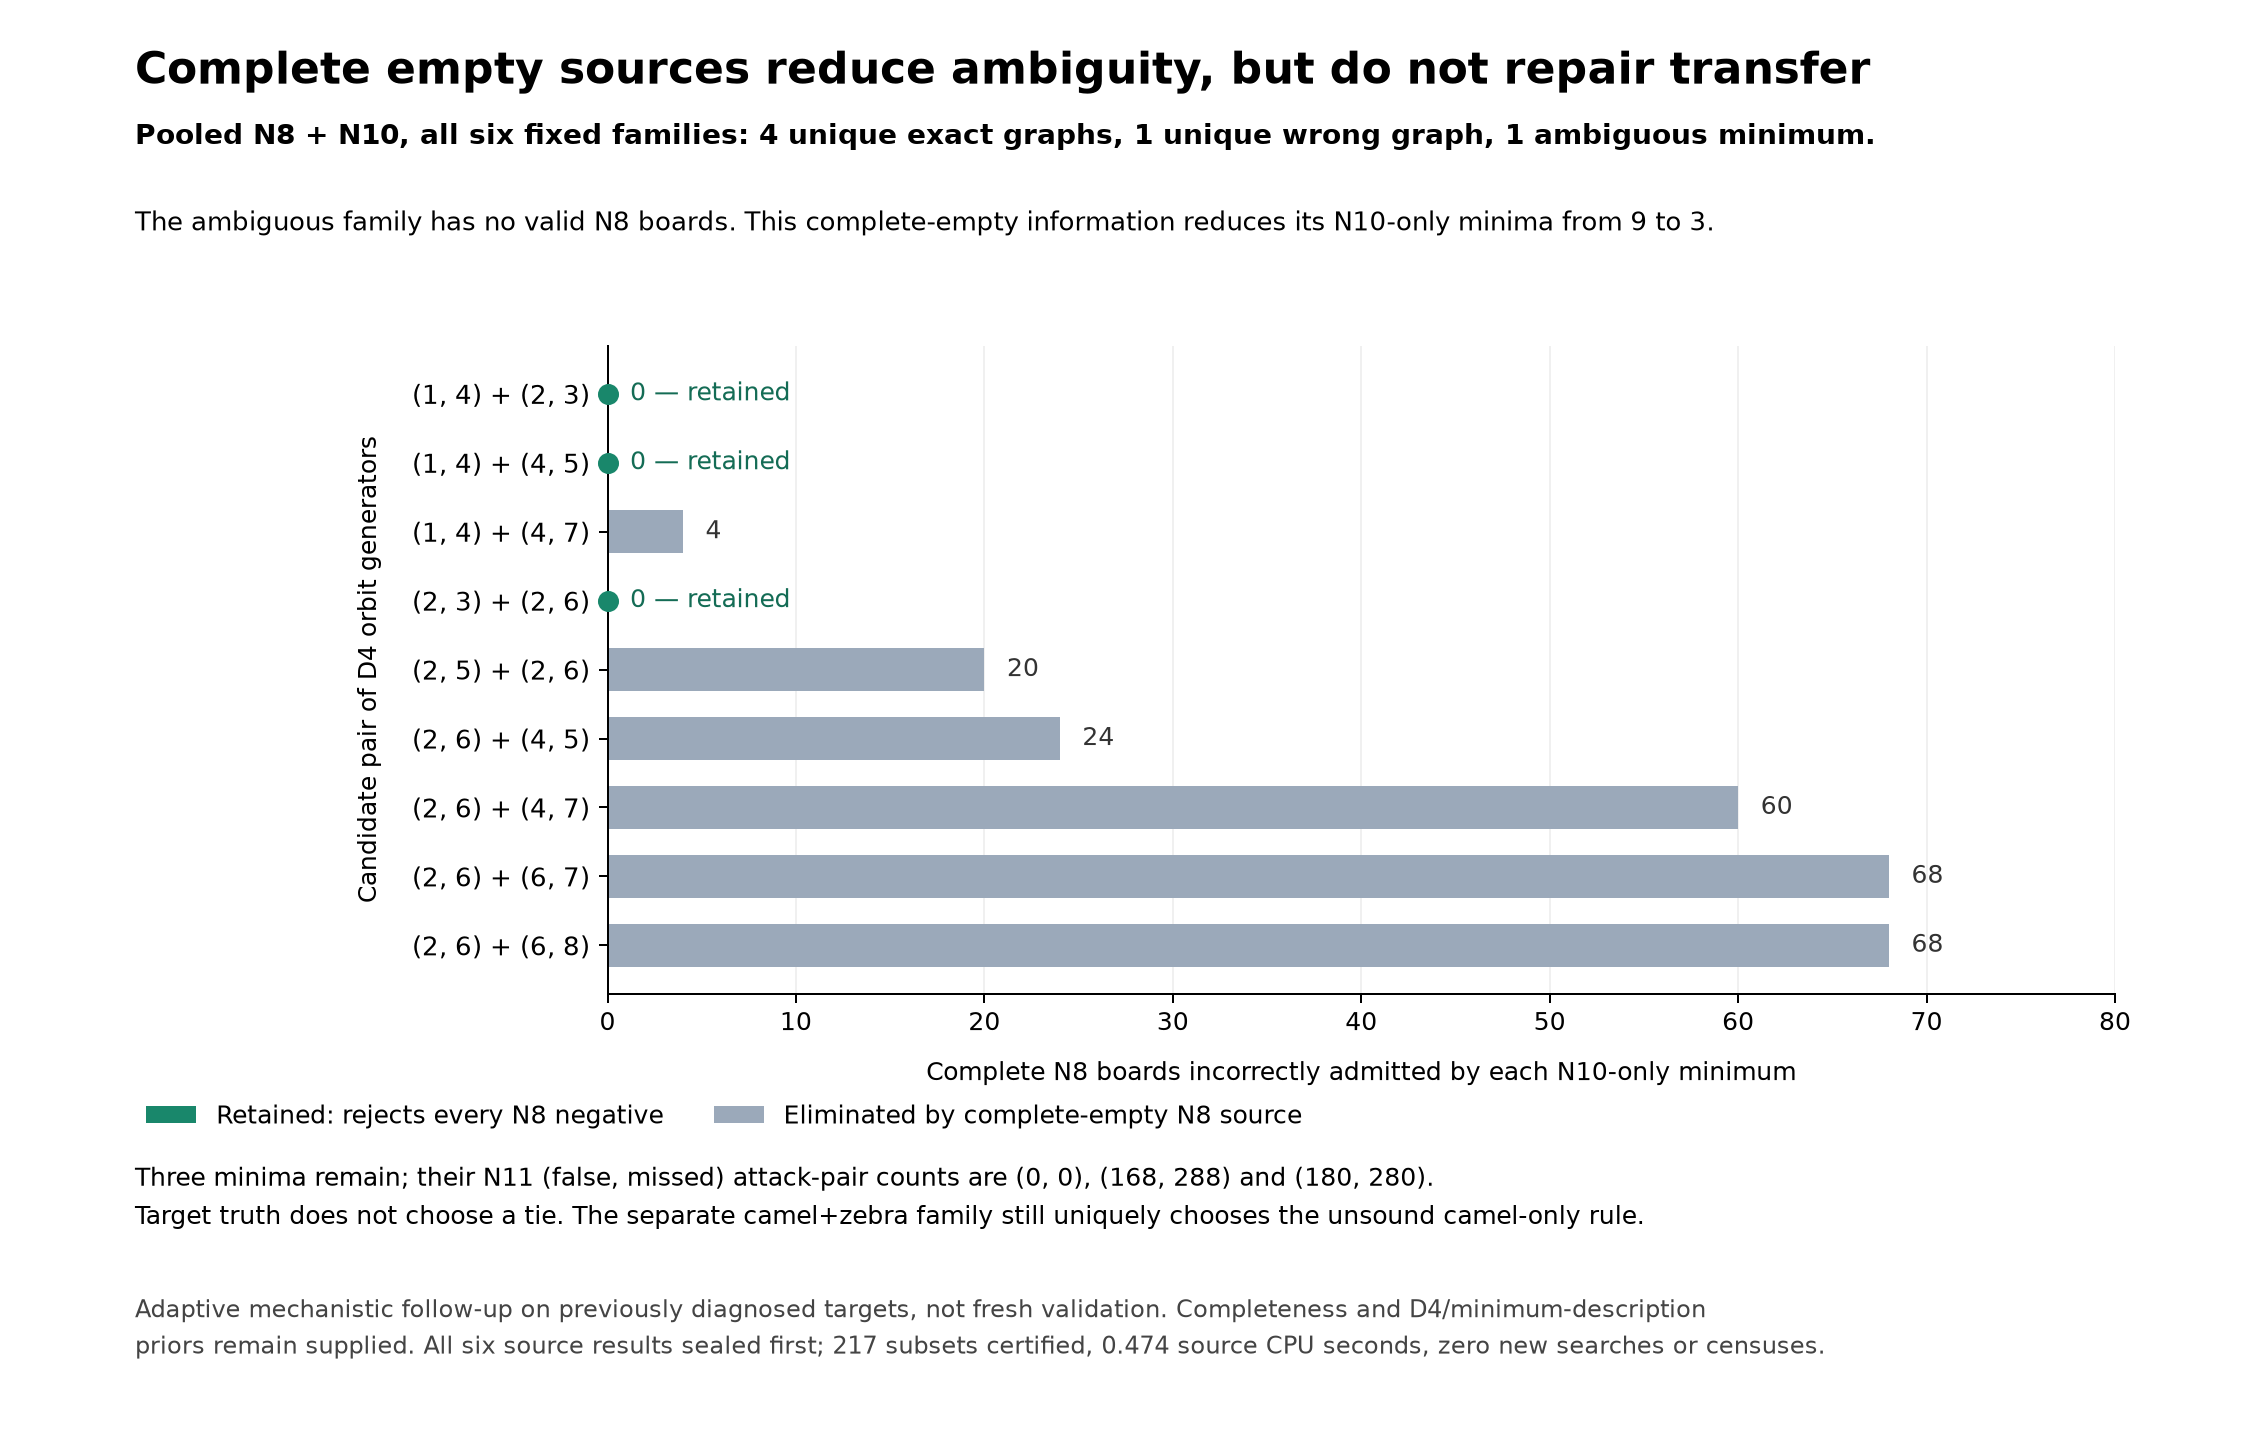 Complete empty sources reduce ambiguity, but do not repair transfer
Pooled N8 + N10, all six fixed families: 4 unique exact graphs, 1 unique wrong graph, 1 ambiguous minimum.
The ambiguous family has no valid N8 boards. This complete-empty information reduces its N10-only minima from 9 to 3.
Candidate pair of D4 orbit generators
(1, 4) + (2, 3) 0 — retained
(1, 4) + (4, 5) 0 — retained
(1, 4) + (4, 7) 4
(2, 3) + (2, 6) 0 — retained
(2, 5) + (2, 6) 20
(2, 6) + (4, 5) 24
(2, 6) + (4, 7) 60
(2, 6) + (6, 7) 68
(2, 6) + (6, 8) 68
0 10 20 30 40 50 60 70 80
Complete N8 boards incorrectly admitted by each N10-only minimum
Retained: rejects every N8 negative Eliminated by complete-empty N8 source
Three minima remain; their N11 (false, missed) attack-pair counts are (0, 0), (168, 288) and (180, 280).
Target truth does not choose a tie. The separate camel+zebra family still uniquely chooses the unsound camel-only rule.
Adaptive mechanistic follow-up on previously diagnosed targets, not fresh validation. Completeness and D4/minimum-description
priors remain supplied. All six source results sealed first; 217 subsets certified, 0.474 source CPU seconds, zero new searches or censuses.